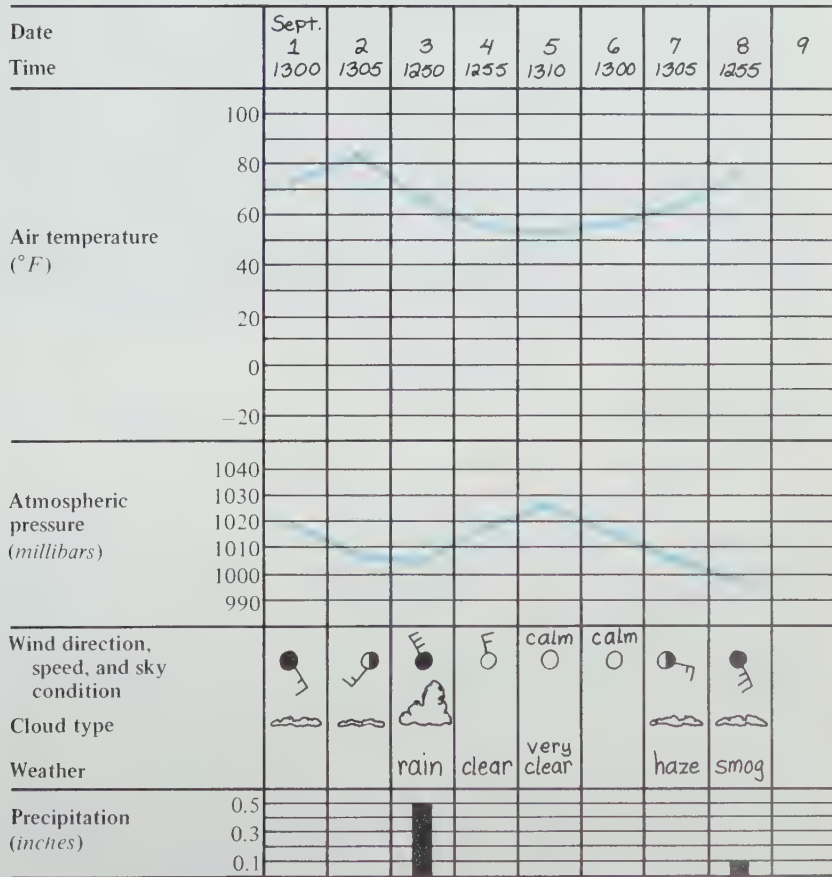 Date Sept. 1 2 3 4 5 6 7 8 9
Time 1300 1305 1250 1255 1310 1300 1305 1255
100
80
60
Air temperature
(°F)
40
20
0
–20
1040
1030
Atmospheric
pressure
(millibars)
1020
1010
1000
990
Wind direction,
speed, and sky
condition
calm calm
Cloud type
Weather rain clear very clear haze smog
Precipitation
(inches)
0.5
0.3
0.1